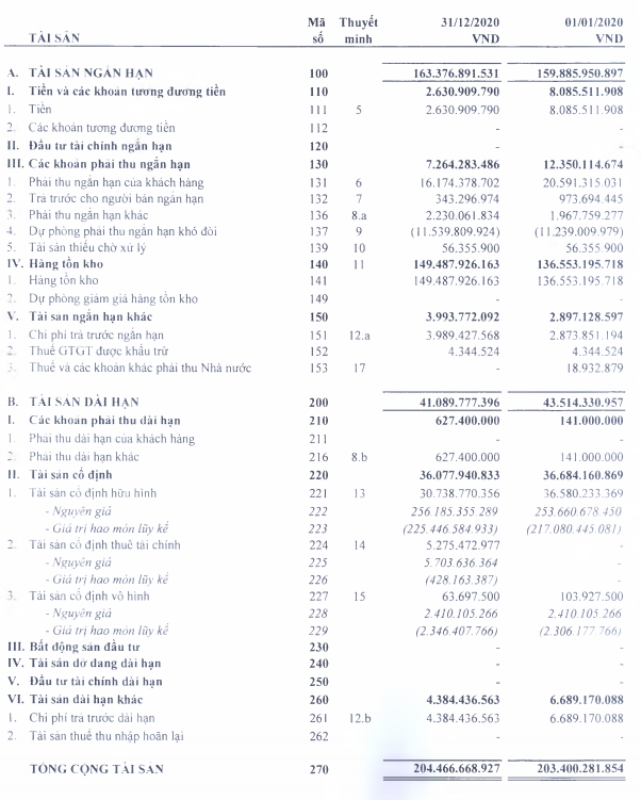 Mã Thuyết 31/12/2020 01/01/2020
TÀI SẢN số minh VND VND
A. TÀI SẢN NGẮN HẠN 100 163.376.891.531 159.885.950.897
I. Tiền và các khoản tương đương tiền 110 2.630.909.790 8.085.511.908
1. Tiền 111 5 2.630.909.790 8.085.511.908
2. Các khoản tương đương tiền 112 - -
II. Đầu tư tài chính ngắn hạn 120 - -
III. Các khoản phải thu ngắn hạn 130 7.264.283.486 12.350.114.674
1. Phải thu ngắn hạn của khách hàng 131 6 16.174.378.702 20.591.315.031
2. Trả trước cho người bán ngắn hạn 132 7 343.296.974 973.694.445
3. Phải thu ngắn hạn khác 136 8.a 2.230.061.834 1.967.759.277
4. Dự phòng phải thu ngắn hạn khó đòi 137 9 (11.539.809.924) (11.239.009.979)
5. Tài sản thiếu chờ xử lý 139 10 56.355.900 56.355.900
IV. Hàng tồn kho 140 11 149.487.926.163 136.553.195.718
1. Hàng tồn kho 141 149.487.926.163 136.553.195.718
2. Dự phòng giảm giá hàng tồn kho 149 - -
V. Tài sản ngắn hạn khác 150 3.993.772.092 2.897.128.597
1. Chi phí trả trước ngắn hạn 151 12.a 3.989.427.568 2.873.851.194
2. Thuế GTGT được khấu trừ 152 4.344.524 4.344.524
3. Thuế và các khoản khác phải thu Nhà nước 153 17 - 18.932.879
B. TÀI SẢN DÀI HẠN 200 41.089.777.396 43.514.330.957
I. Các khoản phải thu dài hạn 210 627.400.000 141.000.000
1. Phải thu dài hạn của khách hàng 211 - -
2. Phải thu dài hạn khác 216 8.b 627.400.000 141.000.000
II. Tài sản cố định 220 36.077.940.833 36.684.160.869
1. Tài sản cố định hữu hình 221 13 30.738.770.356 36.580.233.369
- Nguyên giá 222 256.185.355.289 253.660.678.450
- Giá trị hao mòn lũy kế 223 (225.446.584.933) (217.080.445.081)
2. Tài sản cố định thuê tài chính 224 14 5.275.472.977 -
- Nguyên giá 225 5.703.636.364 -
- Giá trị hao mòn lũy kế 226 (428.163.387) -
3. Tài sản cố định vô hình 227 15 63.697.500 103.927.500
- Nguyên giá 228 2.410.105.266 2.410.105.266
- Giá trị hao mòn lũy kế 229 (2.346.407.766) (2.306.177.766)
III. Bất động sản đầu tư 230 - -
IV. Tài sản dở dang dài hạn 240 - -
V. Đầu tư tài chính dài hạn 250 - -
VI. Tài sản dài hạn khác 260 4.384.436.563 6.689.170.088
1. Chi phí trả trước dài hạn 261 12.b 4.384.436.563 6.689.170.088
2. Tài sản thuế thu nhập hoãn lại 262 - -
TỔNG CỘNG TÀI SẢN 270 204.466.668.927 203.400.281.854